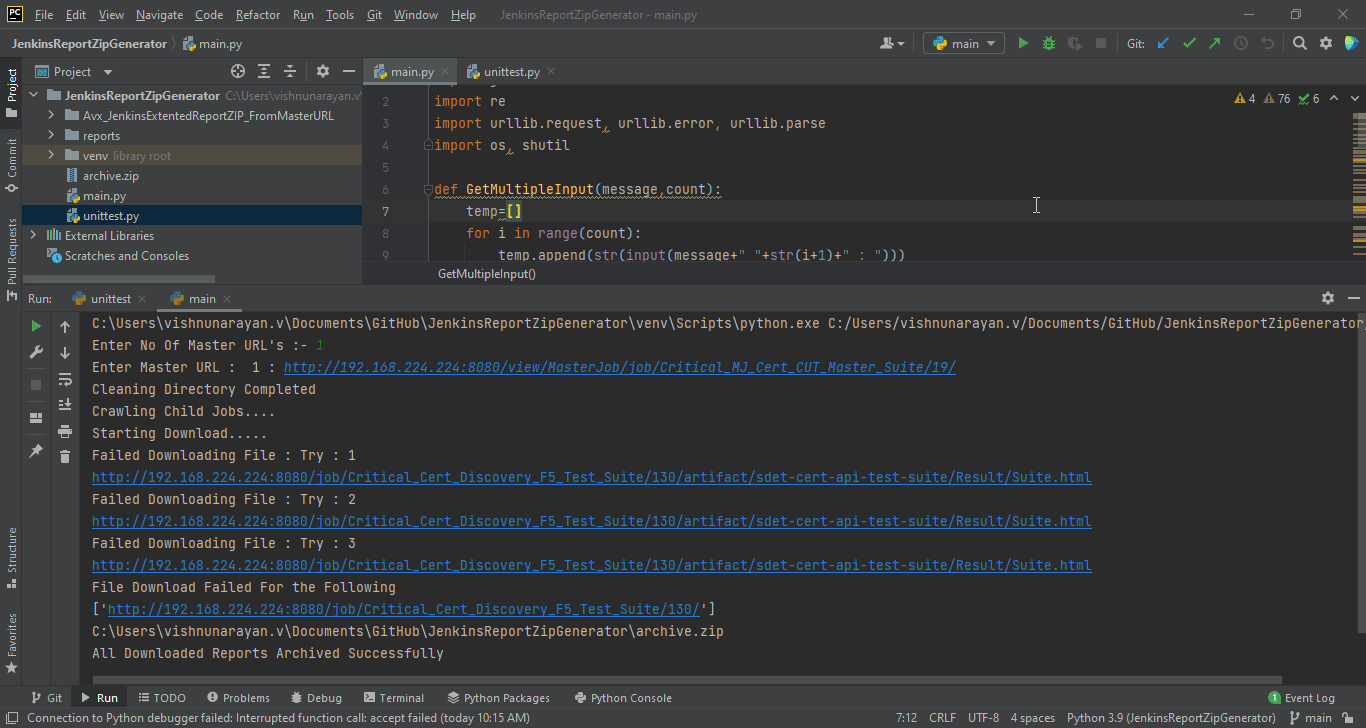 PC File Edit View Navigate Code Refactor Run Tools Git Window Help JenkinsReportZipGenerator - main.py
JenkinsReportZipGenerator main.py main Git:
Project
Project
main.py unittest.py
JenkinsReportZipGenerator C:\Users\vishnunarayan.v\
Avx_JenkinsExtentedReportZIP_FromMasterURL
reports
venv library root
archive.zip
main.py
unittest.py
External Libraries
Scratches and Consoles
Commit
Pull Requests
2 import re
3 import urllib.request, urllib.error, urllib.parse
4 import os, shutil
5
6 def GetMultipleInput(message,count):
7 temp=[]
8 for i in range(count):
9 temp.append(str(input(message+" "+str(i+1)+" : ")))
4 76 6
GetMultipleInput()
Run: unittest main
C:\Users\vishnunarayan.v\Documents\GitHub\JenkinsReportZipGenerator\venv\Scripts\python.exe C:/Users/vishnunarayan.v/Documents/GitHub/JenkinsReportZipGenerator
Enter No Of Master URL's :- 1
Enter Master URL :  1 : http://192.168.224.224:8080/view/MasterJob/job/Critical_MJ_Cert_CUT_Master_Suite/19/
Cleaning Directory Completed
Crawling Child Jobs....
Starting Download.....
Failed Downloading File : Try : 1
http://192.168.224.224:8080/job/Critical_Cert_Discovery_F5_Test_Suite/130/artifact/sdet-cert-api-test-suite/Result/Suite.html
Failed Downloading File : Try : 2
http://192.168.224.224:8080/job/Critical_Cert_Discovery_F5_Test_Suite/130/artifact/sdet-cert-api-test-suite/Result/Suite.html
Failed Downloading File : Try : 3
http://192.168.224.224:8080/job/Critical_Cert_Discovery_F5_Test_Suite/130/artifact/sdet-cert-api-test-suite/Result/Suite.html
File Download Failed For the Following
['http://192.168.224.224:8080/job/Critical_Cert_Discovery_F5_Test_Suite/130/']
C:\Users\vishnunarayan.v\Documents\GitHub\JenkinsReportZipGenerator\archive.zip
All Downloaded Reports Archived Successfully
Structure
Favorites
Git Run TODO Problems Debug Terminal Python Packages Python Console 1 Event Log
Connection to Python debugger failed: Interrupted function call: accept failed (today 10:15 AM) 7:12 CRLF UTF-8 4 spaces Python 3.9 (JenkinsReportZipGenerator) main